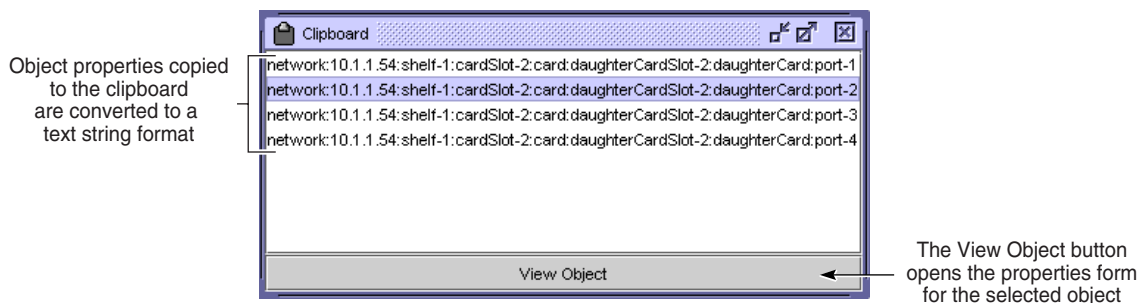 Clipboard
Object properties copied
to the clipboard
are converted to a
text string format
network:10.1.1.54:shelf-1:cardSlot-2:card:daughterCardSlot-2:daughterCard:port-1
network:10.1.1.54:shelf-1:cardSlot-2:card:daughterCardSlot-2:daughterCard:port-2
network:10.1.1.54:shelf-1:cardSlot-2:card:daughterCardSlot-2:daughterCard:port-3
network:10.1.1.54:shelf-1:cardSlot-2:card:daughterCardSlot-2:daughterCard:port-4
View Object
The View Object button
opens the properties form
for the selected object